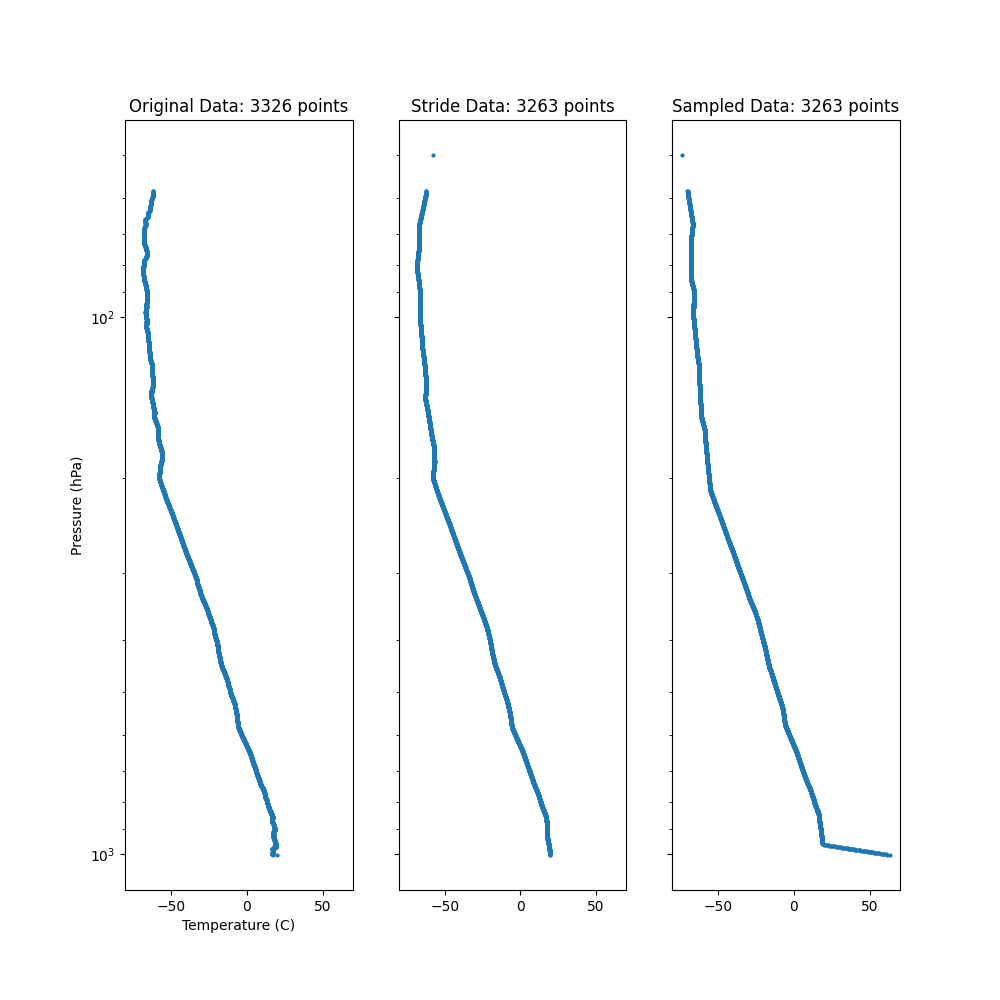 Original Data: 3326 points
Stride Data: 3263 points
Sampled Data: 3263 points
Pressure (hPa)
10²
10³
−50 0 50
−50 0 50
−50 0 50
Temperature (C)